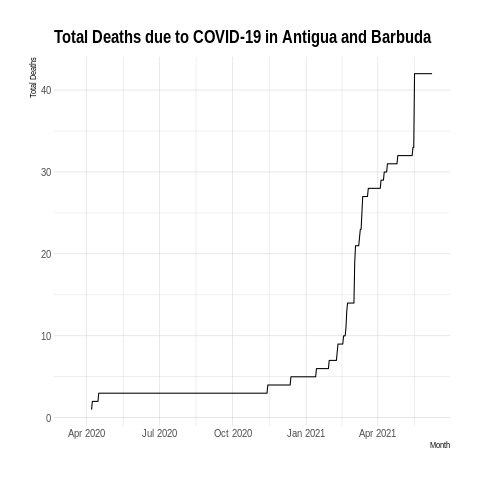 Total Deaths due to COVID-19 in Antigua and Barbuda
Total Deaths
40
30
20
10
0
Apr 2020 Jul 2020 Oct 2020 Jan 2021 Apr 2021
Month